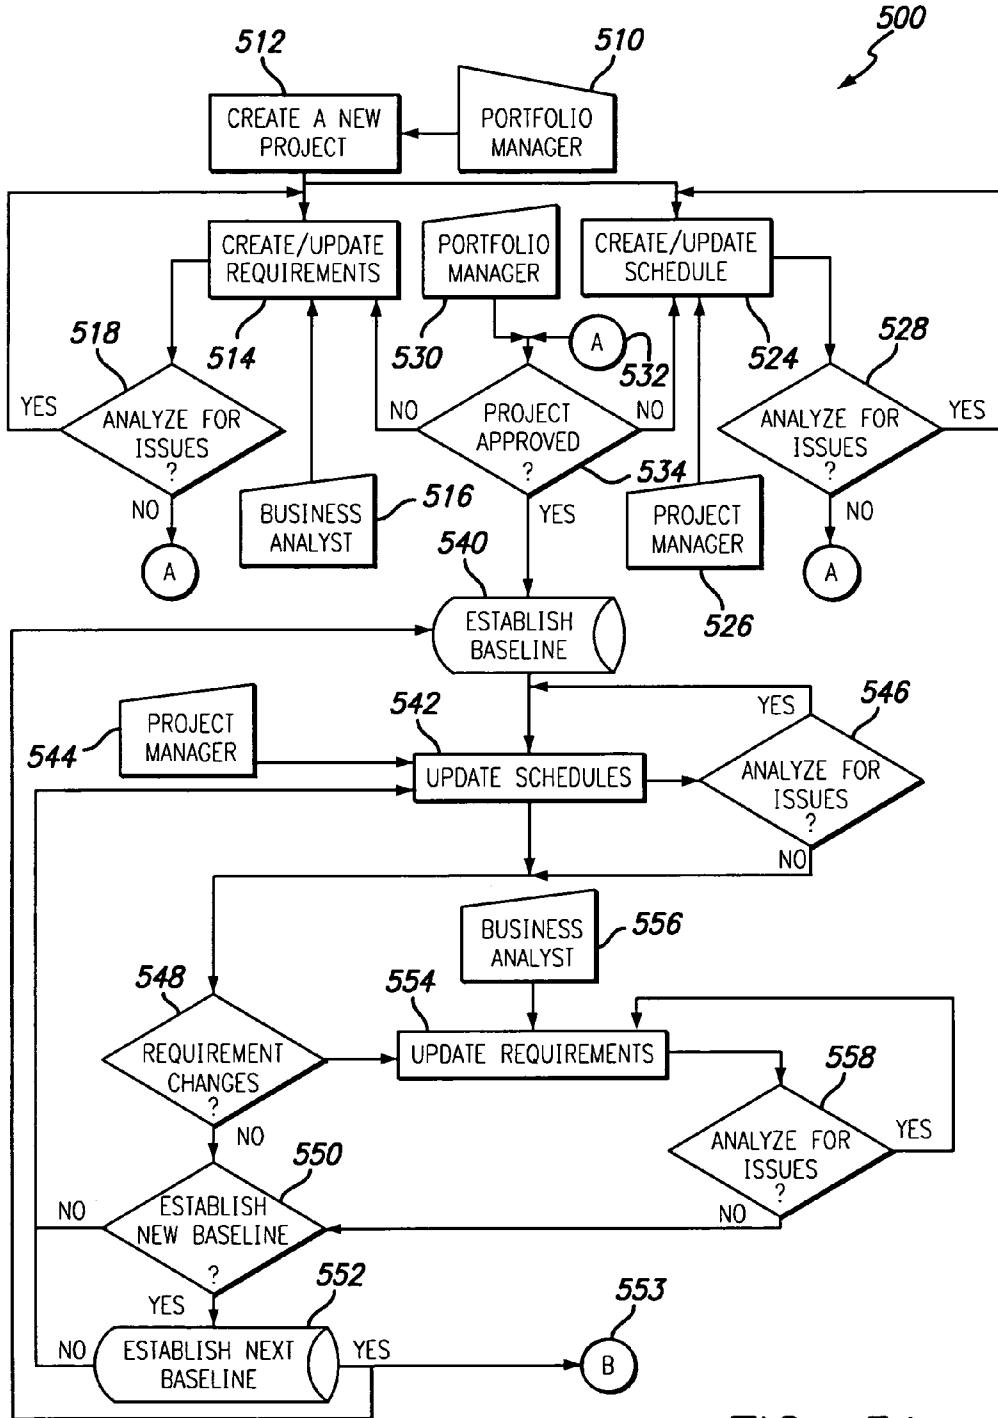 500
512
510
CREATE A NEW
PROJECT
PORTFOLIO
MANAGER
CREATE/UPDATE
REQUIREMENTS
PORTFOLIO
MANAGER
CREATE/UPDATE
SCHEDULE
518
514
530
A
532
524
528
YES
ANALYZE FOR
ISSUES
?
NO
NO
PROJECT
APPROVED
?
NO
534
YES
ANALYZE FOR
ISSUES
?
YES
NO
BUSINESS
ANALYST
516
PROJECT
MANAGER
526
A
A
540
ESTABLISH
BASELINE
544
PROJECT
MANAGER
542
UPDATE SCHEDULES
YES
546
ANALYZE FOR
ISSUES
?
NO
BUSINESS
ANALYST
556
548
554
REQUIREMENT
CHANGES
?
UPDATE REQUIREMENTS
558
NO
ANALYZE FOR
ISSUES
?
YES
NO
550
NO
ESTABLISH
NEW BASELINE
?
YES
552
553
NO
ESTABLISH NEXT
BASELINE
YES
B